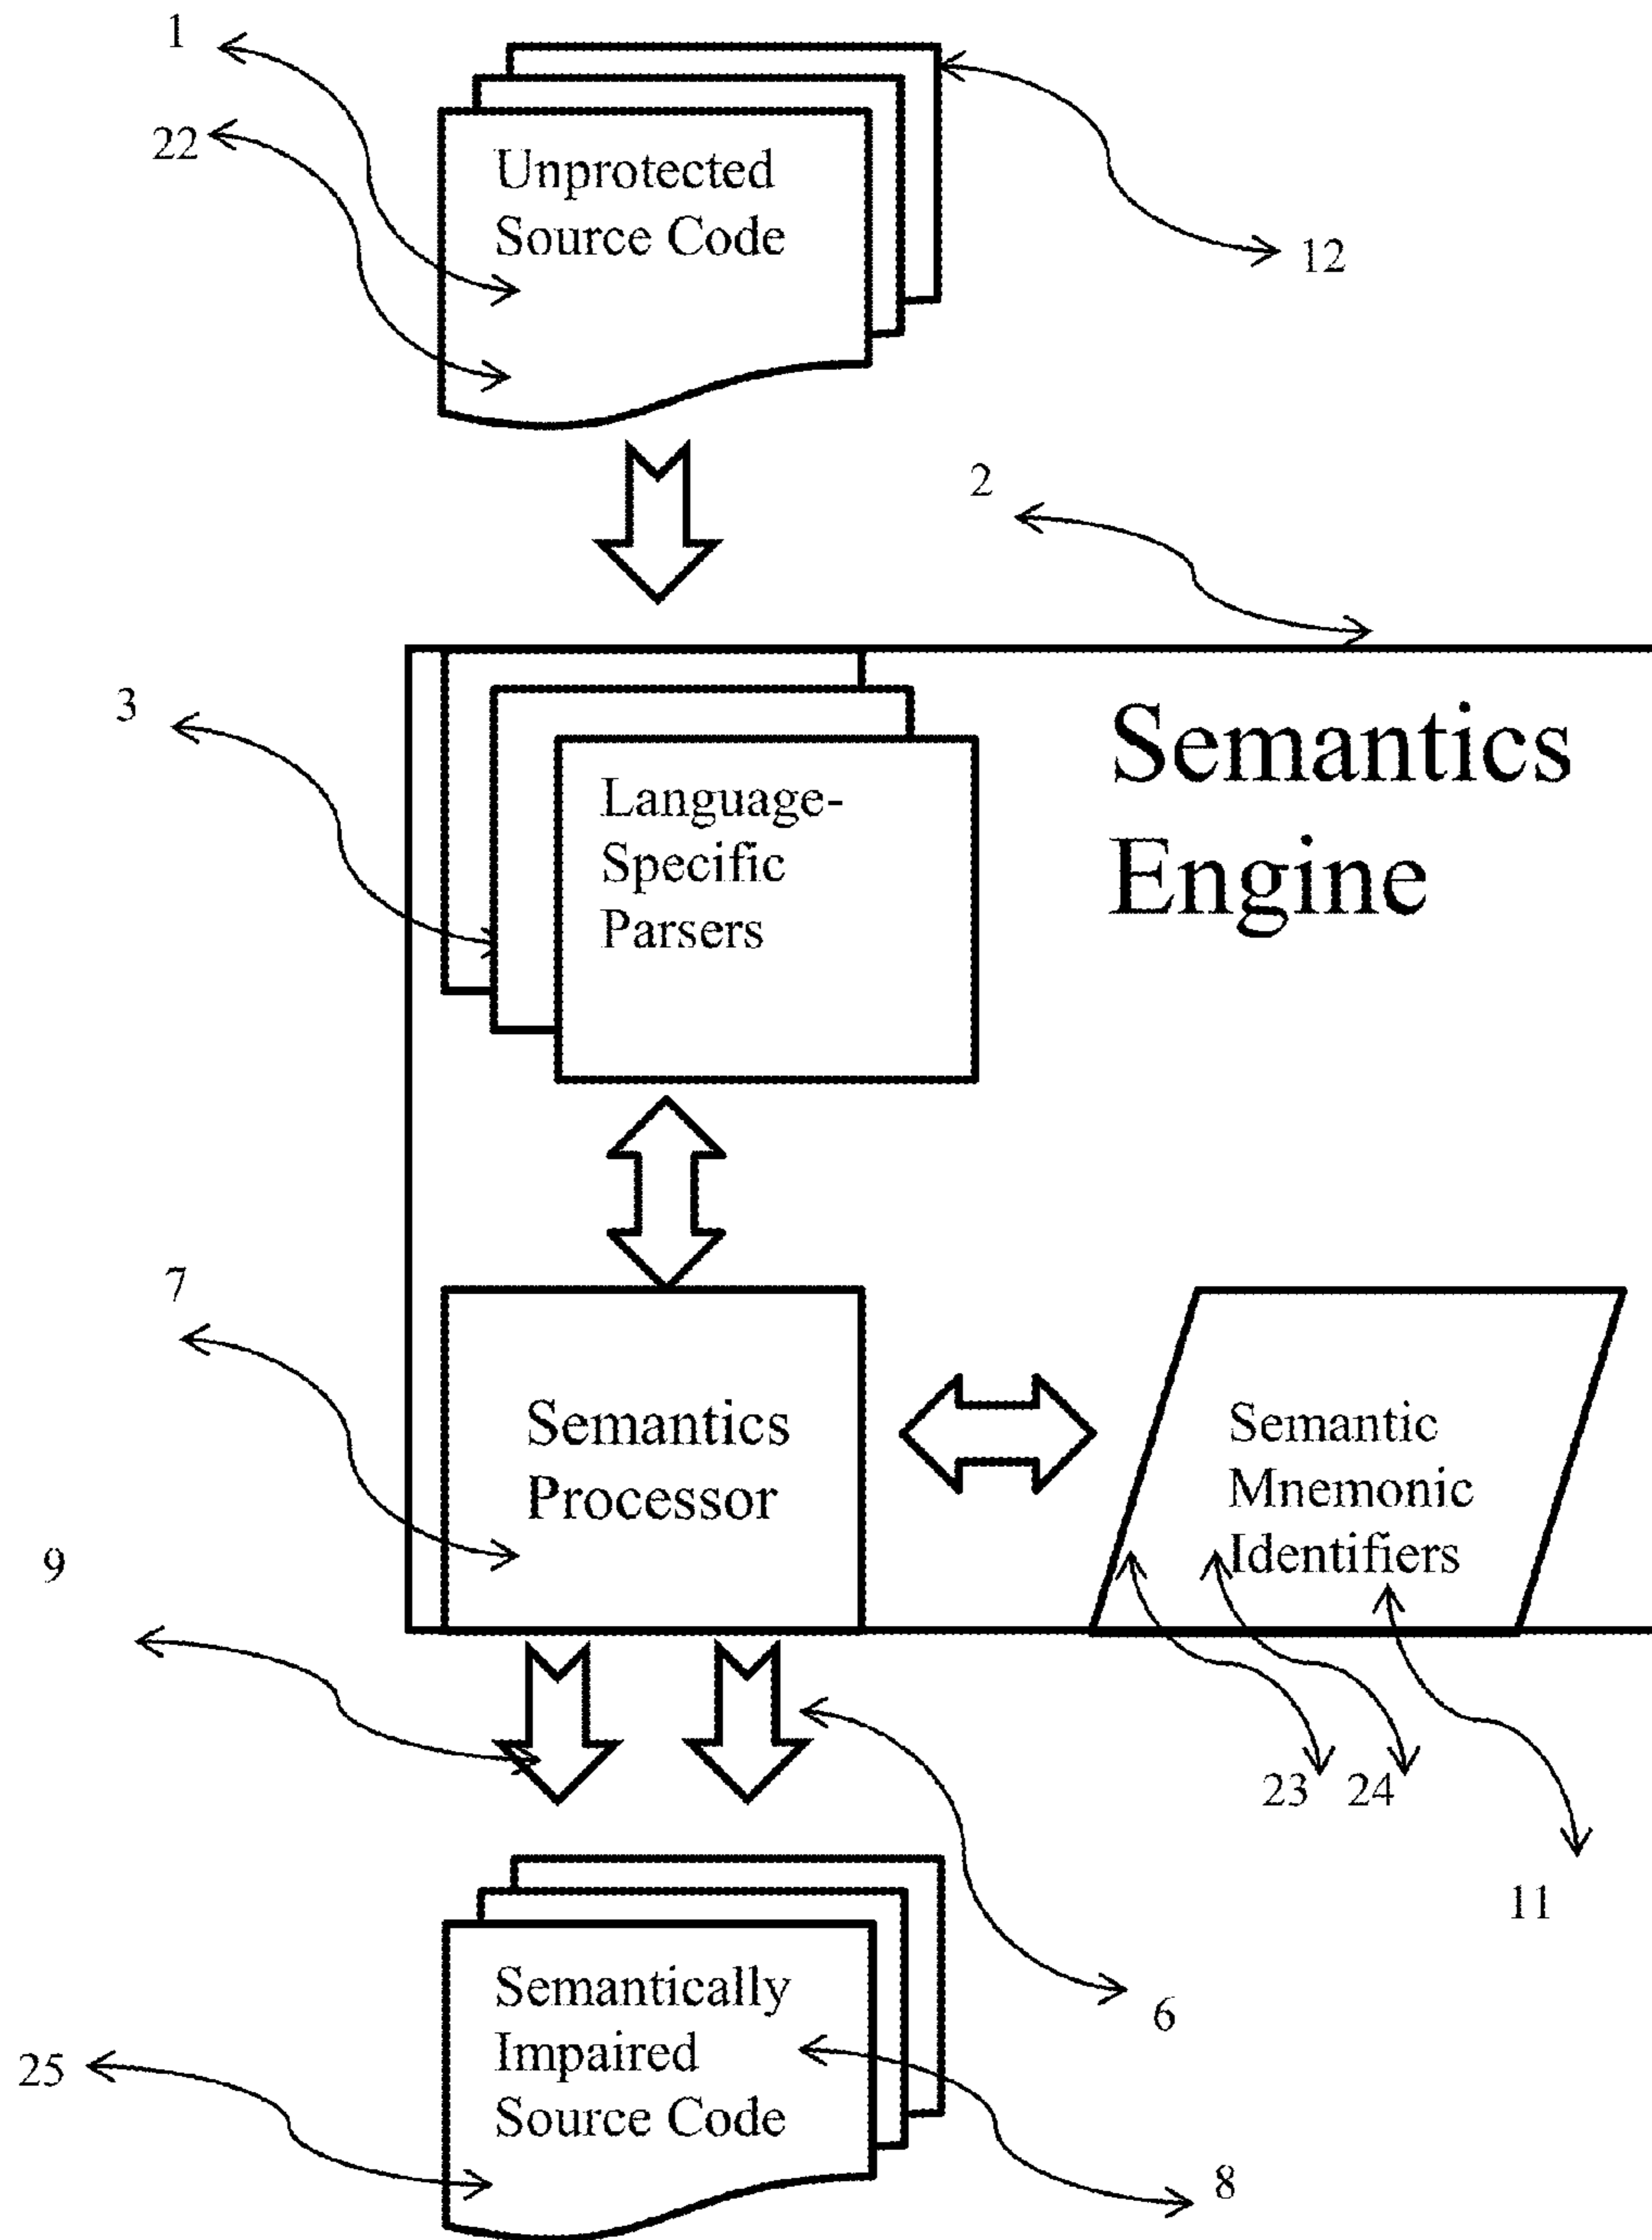 1
22
Unprotected
Source Code
12
2
3
Semantics
Engine
Language-
Specific
Parsers
7
Semantics
Processor
Semantic
Mnemonic
Identifiers
9
23
24
11
6
Semantically
Impaired
Source Code
25
8